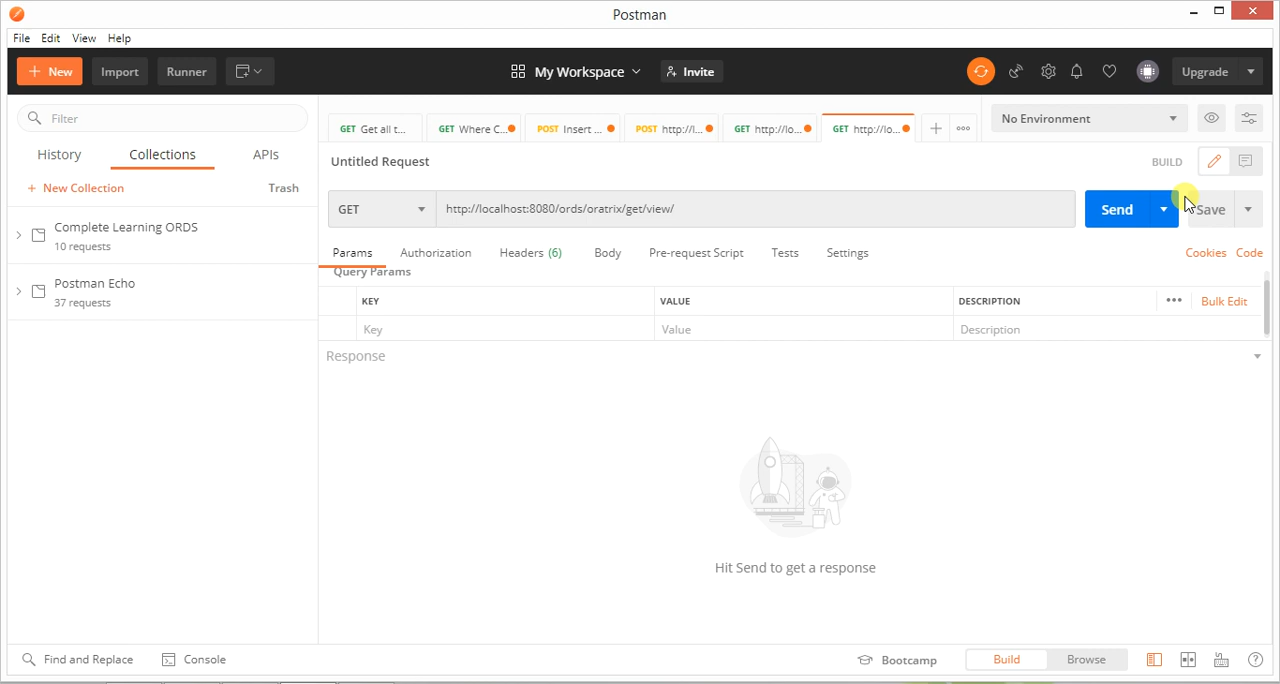 Postman
File Edit View Help
+ New Import Runner My Workspace Invite Upgrade
Filter
History Collections APIs
+ New Collection Trash
Complete Learning ORDS
10 requests
Postman Echo
37 requests
GET Get all t... GET Where C... POST Insert ... POST http://l... GET http://lo... GET http://lo... + No Environment
Untitled Request BUILD
GET http://localhost:8080/ords/oratrix/get/view/ Send Save
Params Authorization Headers (6) Body Pre-request Script Tests Settings Cookies Code
Query Params
KEY VALUE DESCRIPTION ••• Bulk Edit
Key Value Description
Response
Hit Send to get a response
Find and Replace Console Bootcamp Build Browse ?